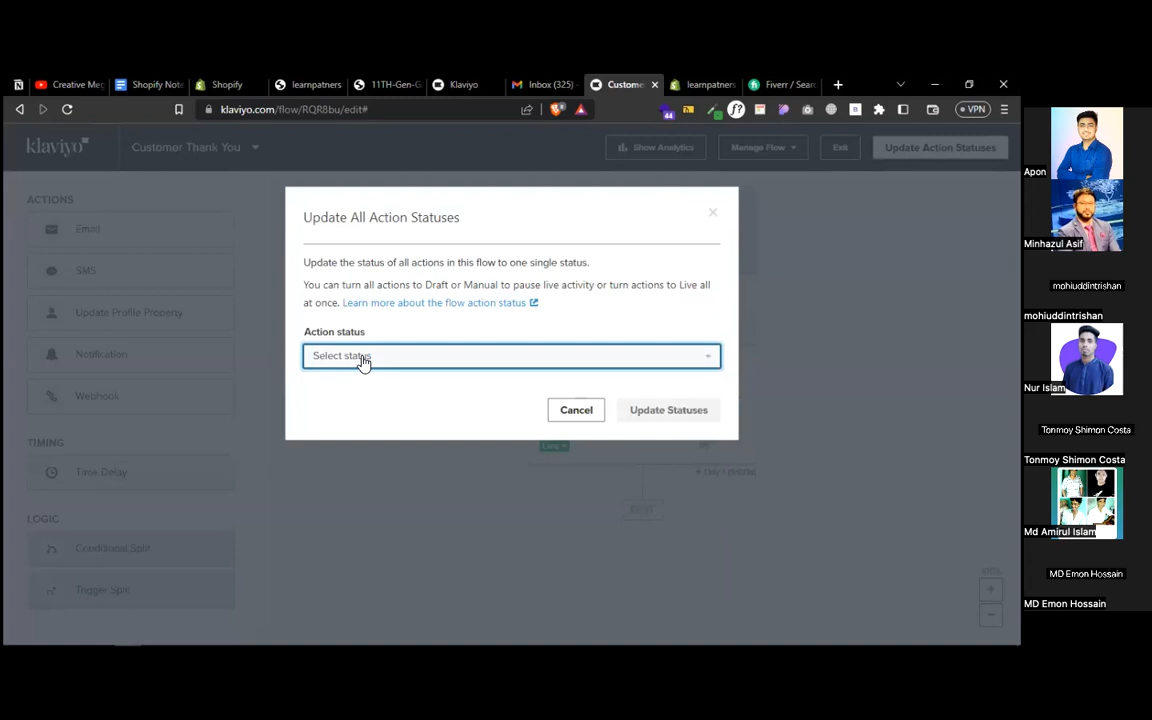 Creative Meg
Shopify Note
Shopify
learnpatners
11TH-Gen-G
Klaviyo
Inbox (325)
Custome
learnpatners
Fiverr / Sear
klaviyo.com/flow/RQR8bu/edit#
44
f?
VPN
klaviyo
Customer Thank You
Show Analytics
Manage Flow
Exit
Update Action Statuses
ACTIONS
Email
SMS
Update Profile Property
Notification
Webhook
TIMING
Time Delay
LOGIC
Conditional Split
Trigger Split
Update All Action Statuses
Update the status of all actions in this flow to one single status.
You can turn all actions to Draft or Manual to pause live activity or turn actions to Live all
at once. Learn more about the flow action status
Action status
Select status
Cancel
Update Statuses
Live
EXIT
100%
Apon
Minhazul Asif
mohiuddintrishan
mohiuddintrishan
Nur Islam
Tonmoy Shimon Costa
Tonmoy Shimon Costa
Md Amirul Islam
MD Emon Hossain
MD Emon Hossain